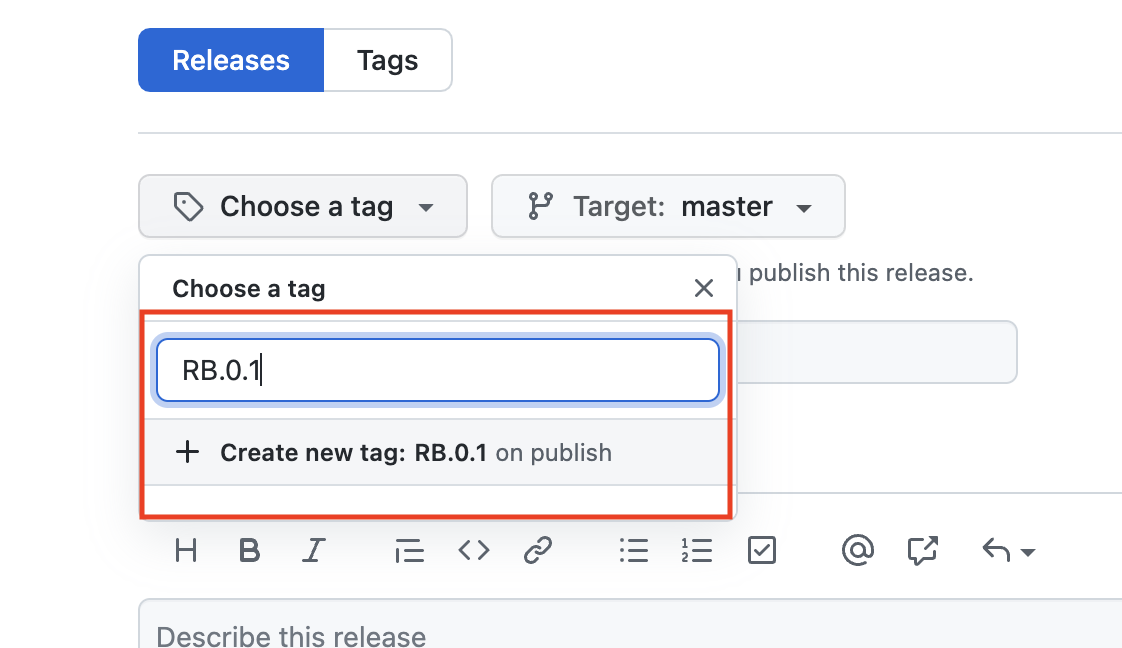 Releases Tags
Choose a tag Target: master
Choose a tag
publish this release.
RB.0.1
Create new tag: RB.0.1 on publish
H B I
Describe this release